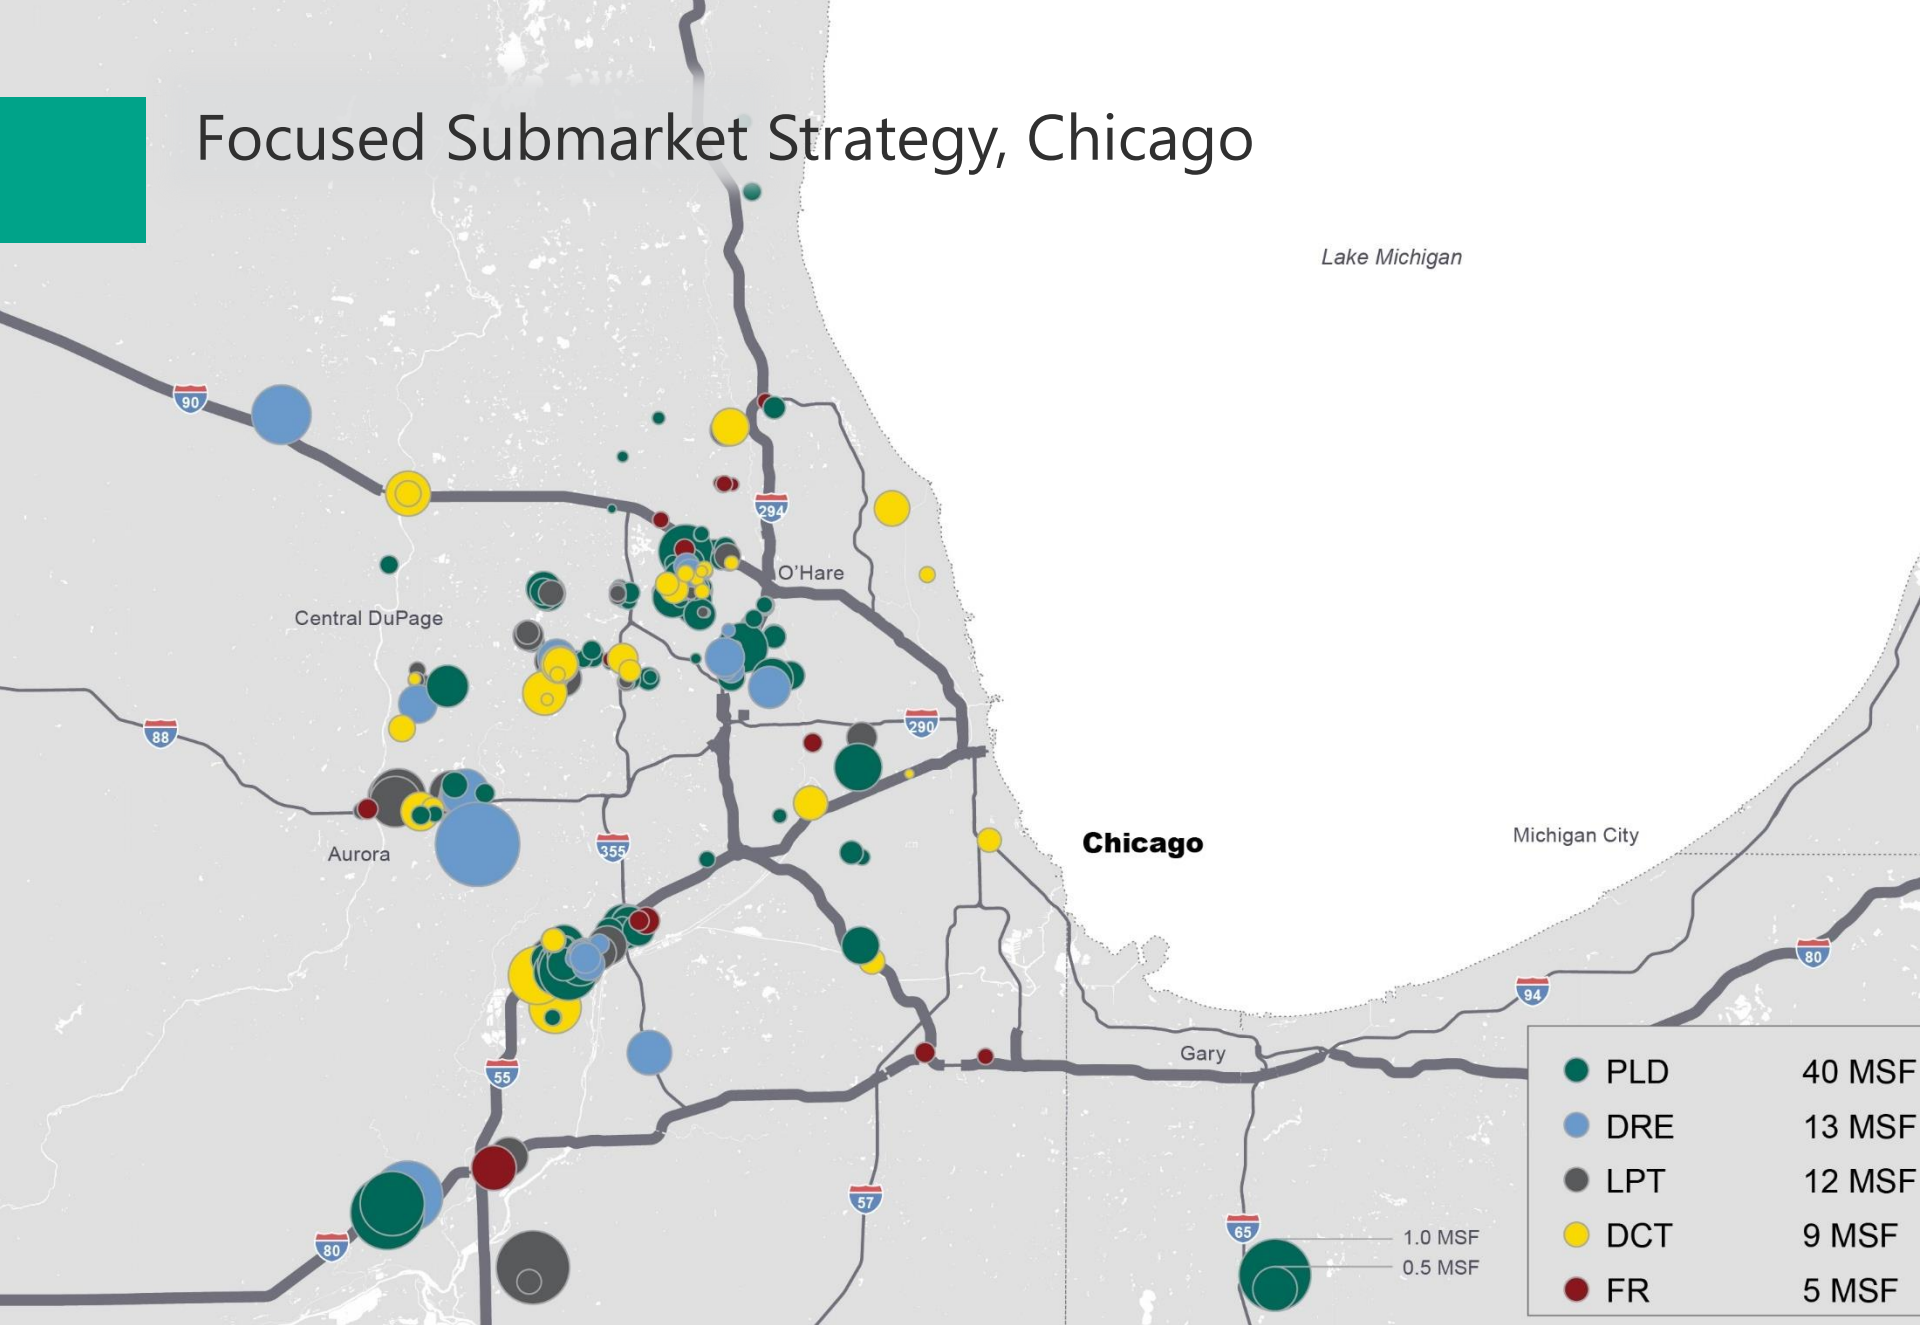 Focused Submarket Strategy, Chicago
Lake Michigan
90
294
O'Hare
Central DuPage
290
88
Chicago
Michigan City
355
Aurora
80
94
Gary
55
PLD 40 MSF
DRE 13 MSF
LPT 12 MSF
DCT 9 MSF
FR 5 MSF
57
65
1.0 MSF
0.5 MSF
80